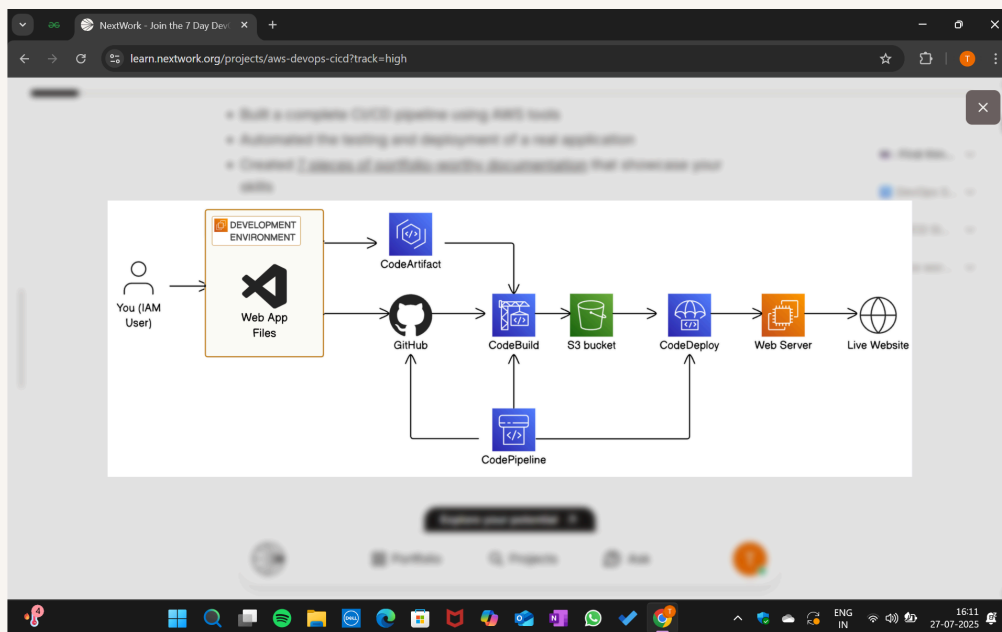 NextWork - Join the 7 Day Dev
learn.nextwork.org/projects/aws-devops-cicd?track=high
T
Built a complete CI/CD pipeline using AWS tools
Automated the testing and deployment of a real application
Created 7 pieces of portfolio-worthy documentation that showcase your
skills
DEVELOPMENT
ENVIRONMENT
Web App
Files
You (IAM
User)
CodeArtifact
GitHub
CodeBuild
S3 bucket
CodeDeploy
Web Server
Live Website
CodePipeline
Explore your potential
Portfolio
Projects
Ask
T
4
DELL
ENG
IN
16:11
27-07-2025